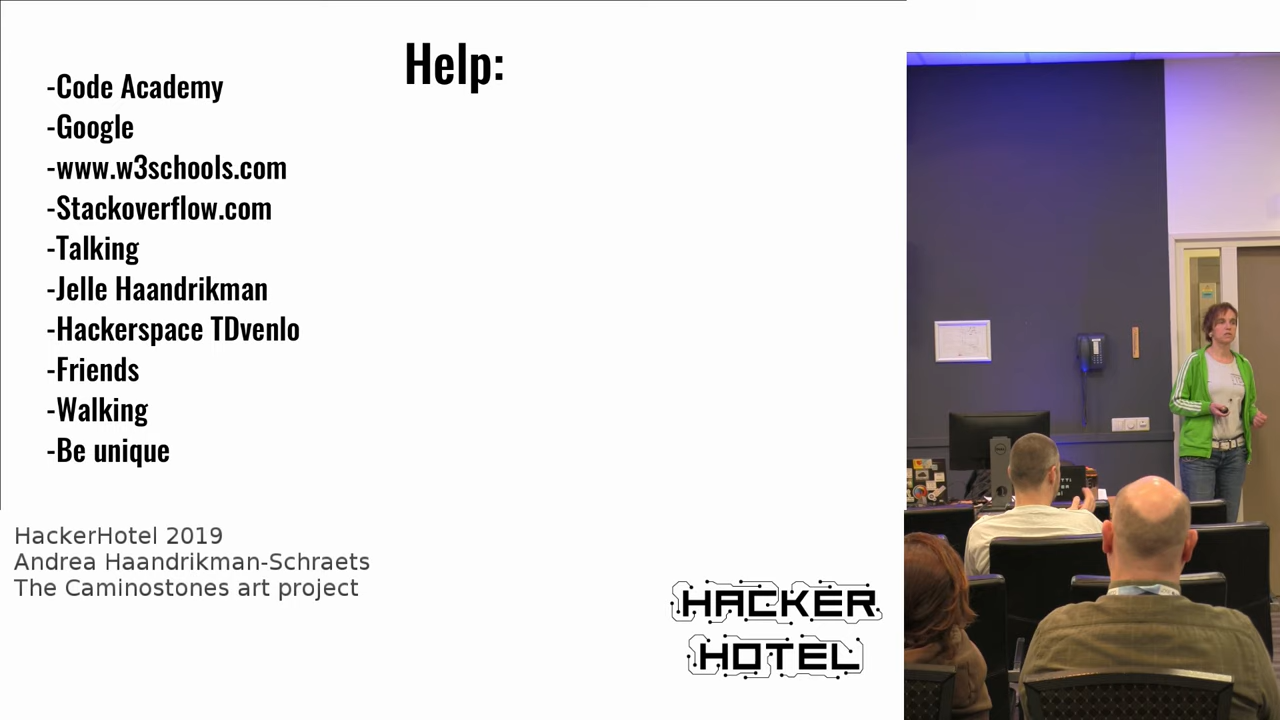 Help:
-Code Academy
-Google
-www.w3schools.com
-Stackoverflow.com
-Talking
-Jelle Haandrikman
-Hackerspace TDvenlo
-Friends
-Walking
-Be unique
HackerHotel 2019
Andrea Haandrikman-Schraets
The Caminostones art project
HACKER
HOTEL